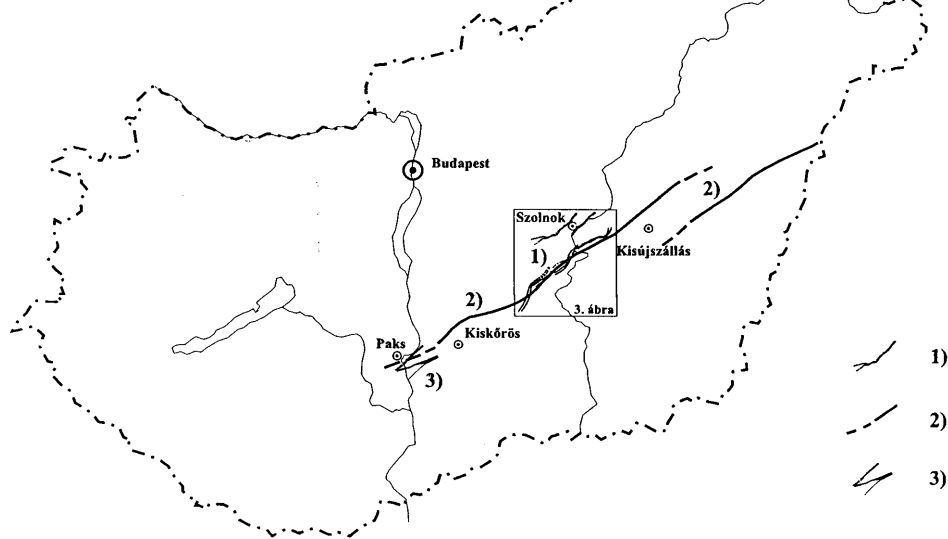 Budapest
2)
Szolnok
Kisújszállás
1)
2)
3. ábra
Paks
Kiskőrös
3)
1)
2)
3)